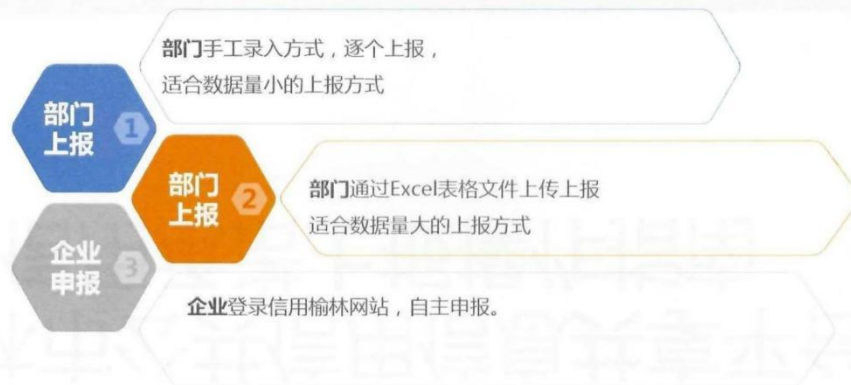 部门手工录入方式，逐个上报，
适合数据量小的上报方式
部门
上报
1
部门
上报
2
部门通过Excel表格文件上传上报
适合数据量大的上报方式
企业
申报
3
企业登录信用榆林网站，自主申报。